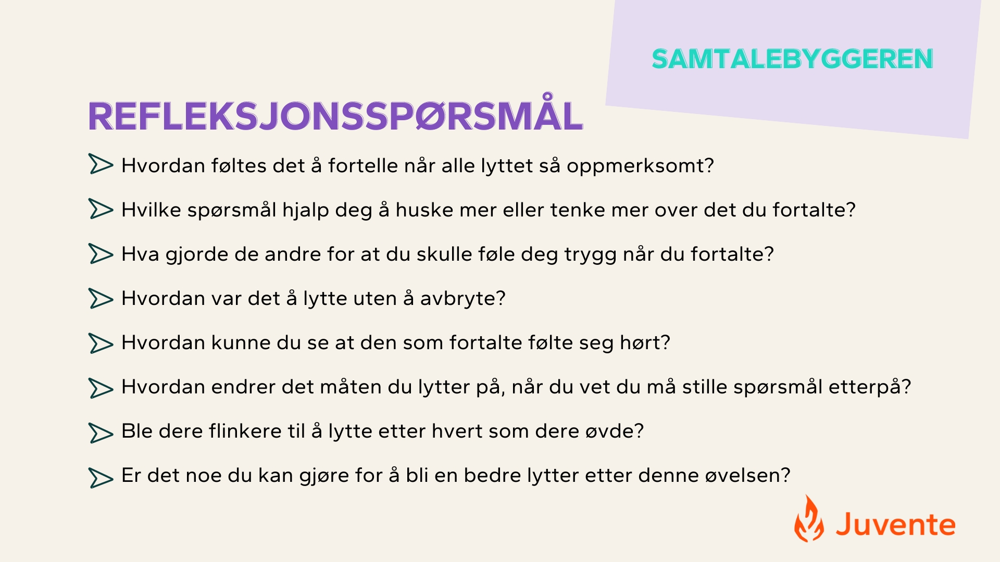 SAMTALEBYGGEREN
REFLEKSJONSSPØRSMÅL
Hvordan føltes det å fortelle når alle lyttet så oppmerksomt?
Hvilke spørsmål hjalp deg å huske mer eller tenke mer over det du fortalte?
Hva gjorde de andre for at du skulle føle deg trygg når du fortalte?
Hvordan var det å lytte uten å avbryte?
Hvordan kunne du se at den som fortalte følte seg hørt?
Hvordan endrer det måten du lytter på, når du vet du må stille spørsmål etterpå?
Ble dere flinkere til å lytte etter hvert som dere øvde?
Er det noe du kan gjøre for å bli en bedre lytter etter denne øvelsen?
Juvente